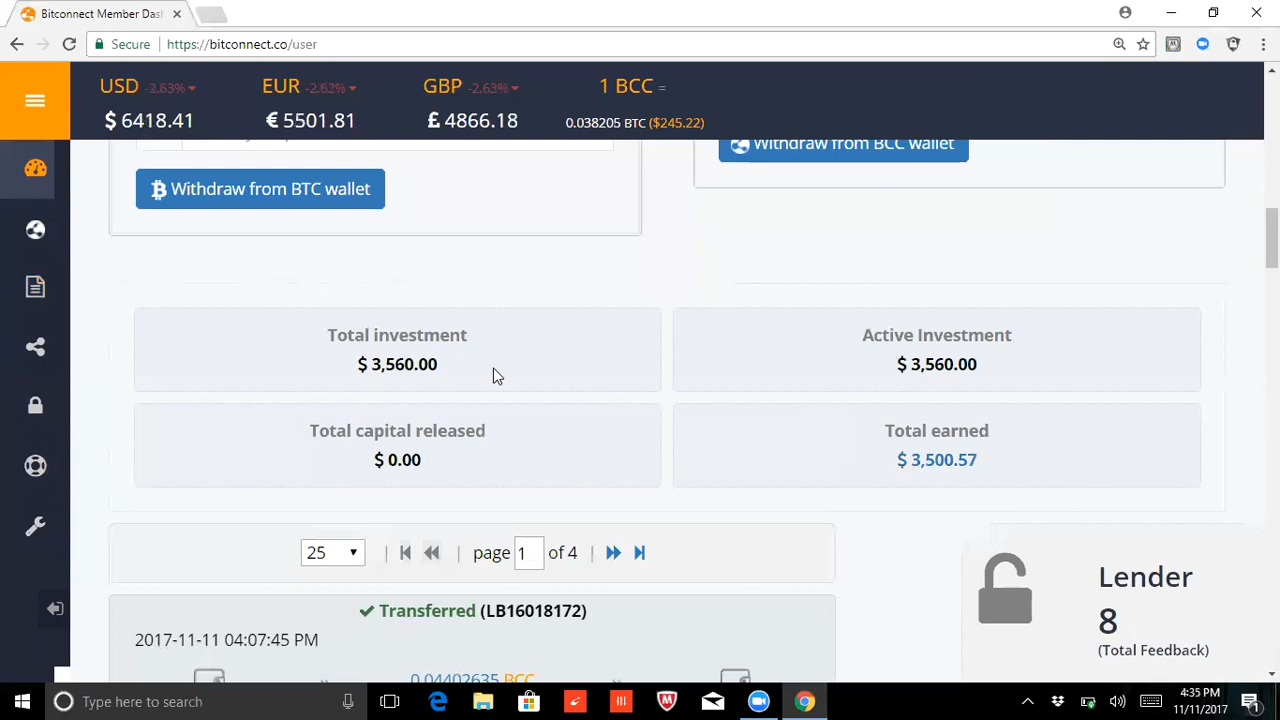 Bitconnect Member Das
Secure
https://bitconnect.co/user
USD -2.63%
EUR -2.62%
GBP -2.63%
1 BCC =
$ 6418.41
€ 5501.81
£ 4866.18
0.038205 BTC ($245.22)
Withdraw from BCC wallet
Withdraw from BTC wallet
Total investment
$ 3,560.00
Active Investment
$ 3,560.00
Total capital released
$ 0.00
Total earned
$ 3,500.57
25 | | page 1 of 4 |
Lender
8
(Total Feedback)
Transferred (LB16018172)
2017-11-11 04:07:45 PM
0.04402635 BCC
Type here to search
4:35 PM
11/11/2017